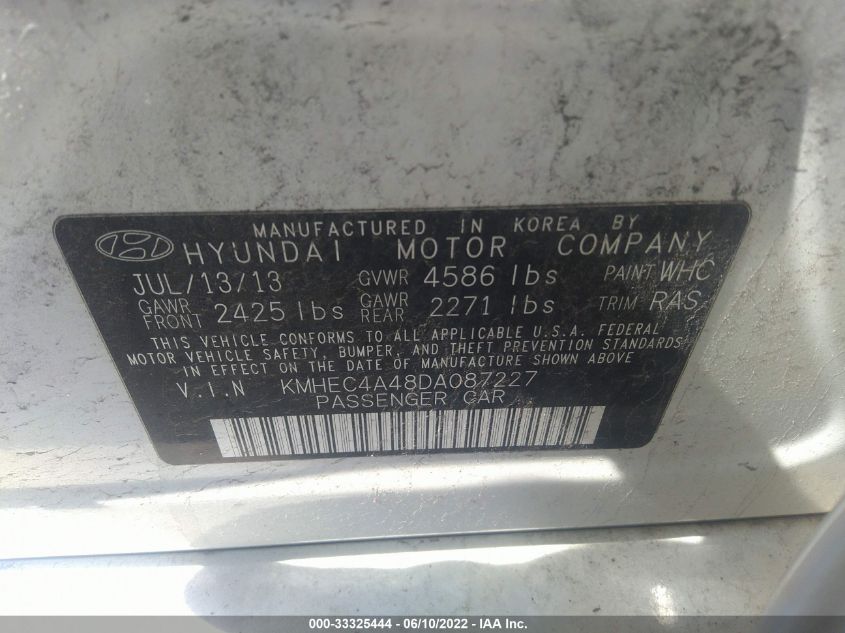 MANUFACTURED IN KOREA BY
HYUNDAI MOTOR COMPANY
JUL/13/13 GVWR 4586 lbs PAINT WHC
GAWR FRONT 2425 lbs GAWR REAR 2271 lbs TRIM RAS
THIS VEHICLE CONFORMS TO ALL APPLICABLE U.S.A. FEDERAL
MOTOR VEHICLE SAFETY, BUMPER, AND THEFT PREVENTION STANDARDS
IN EFFECT ON THE DATE OF MANUFACTURE SHOWN ABOVE
V.I.N KMHEC4A48DA087227
PASSENGER CAR
000-33325444 - 06/10/2022 - IAA Inc.